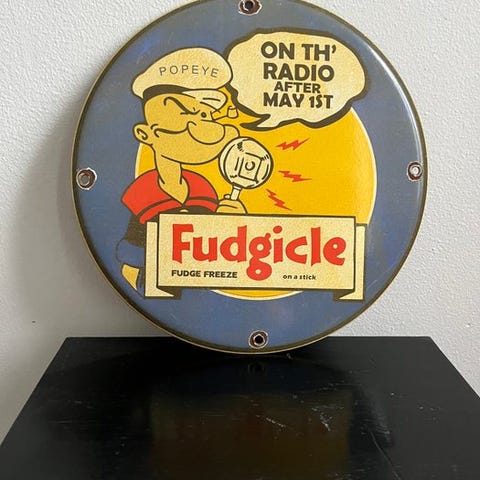 ON TH'
RADIO
AFTER
MAY 1ST
POPEYE
Fudgicle
FUDGE FREEZE on a stick